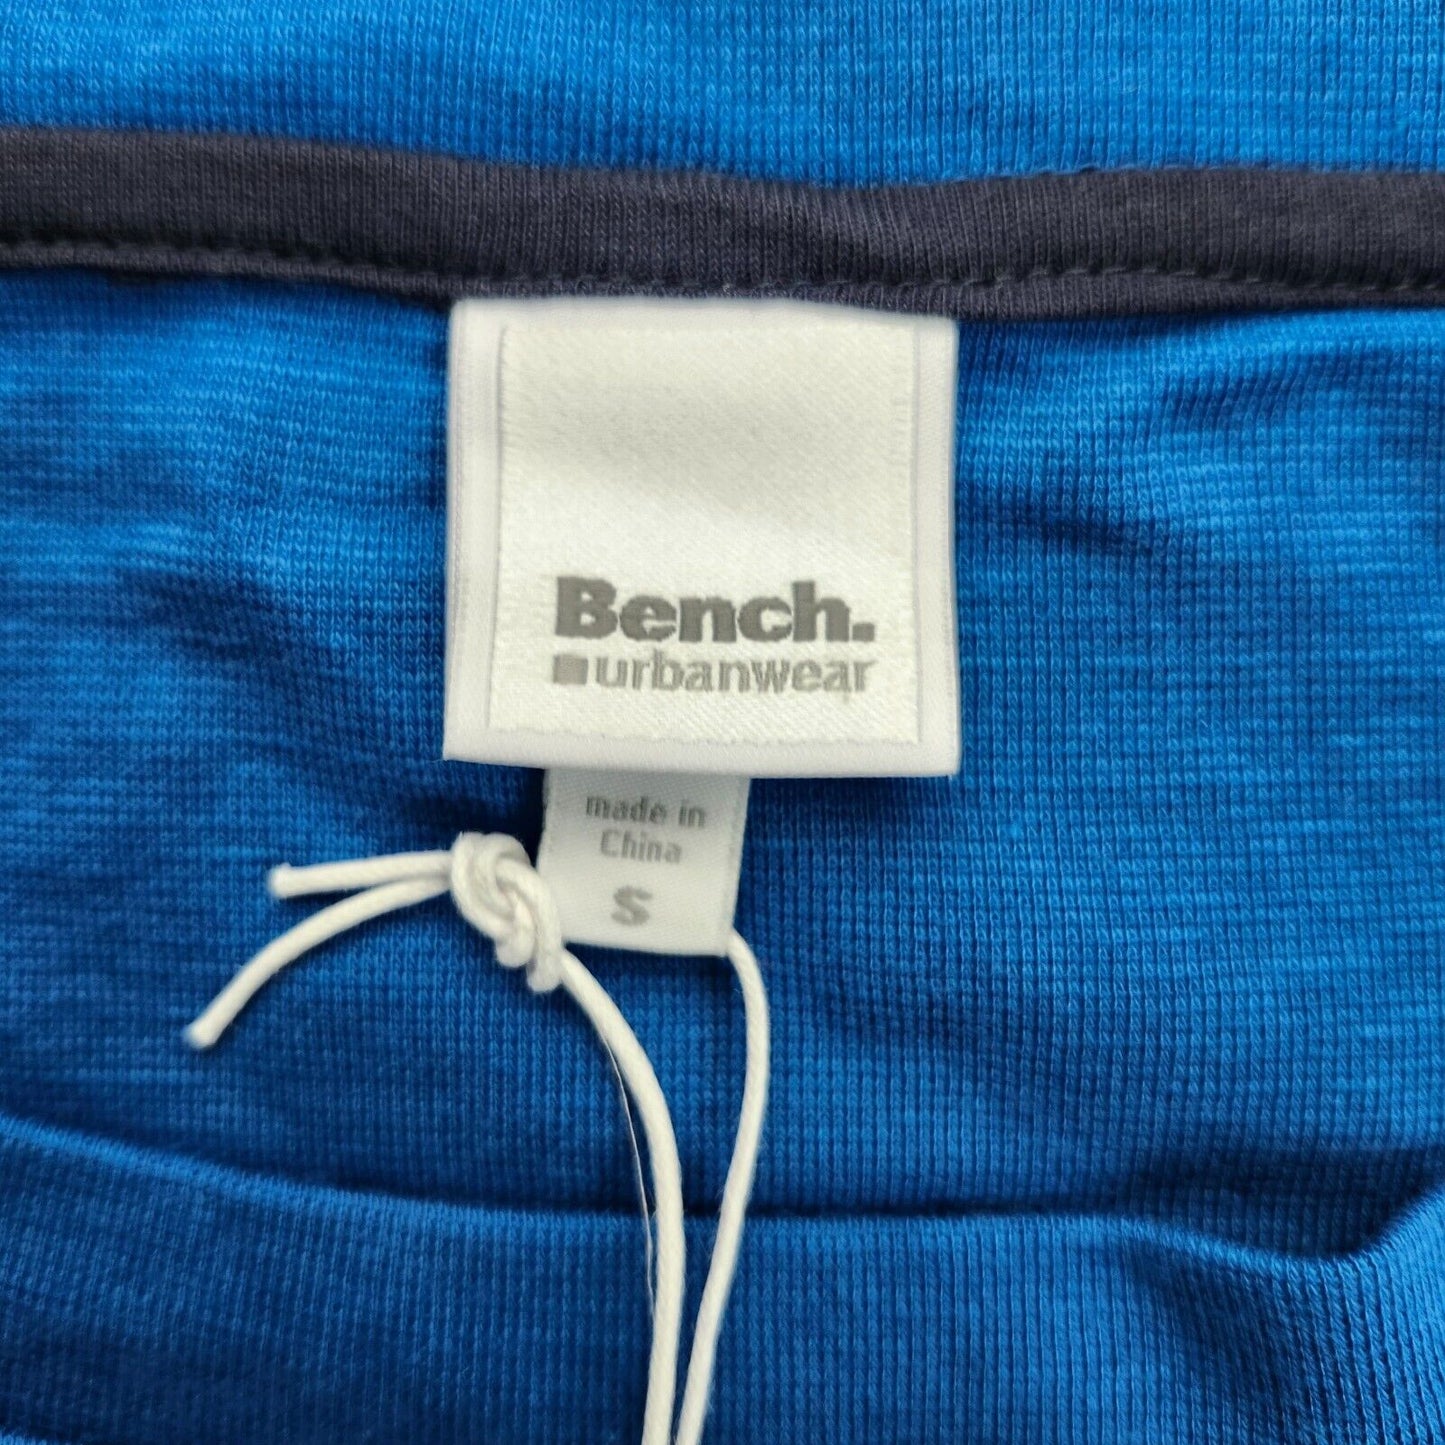 Bench.
urbanwear
made in
China
S